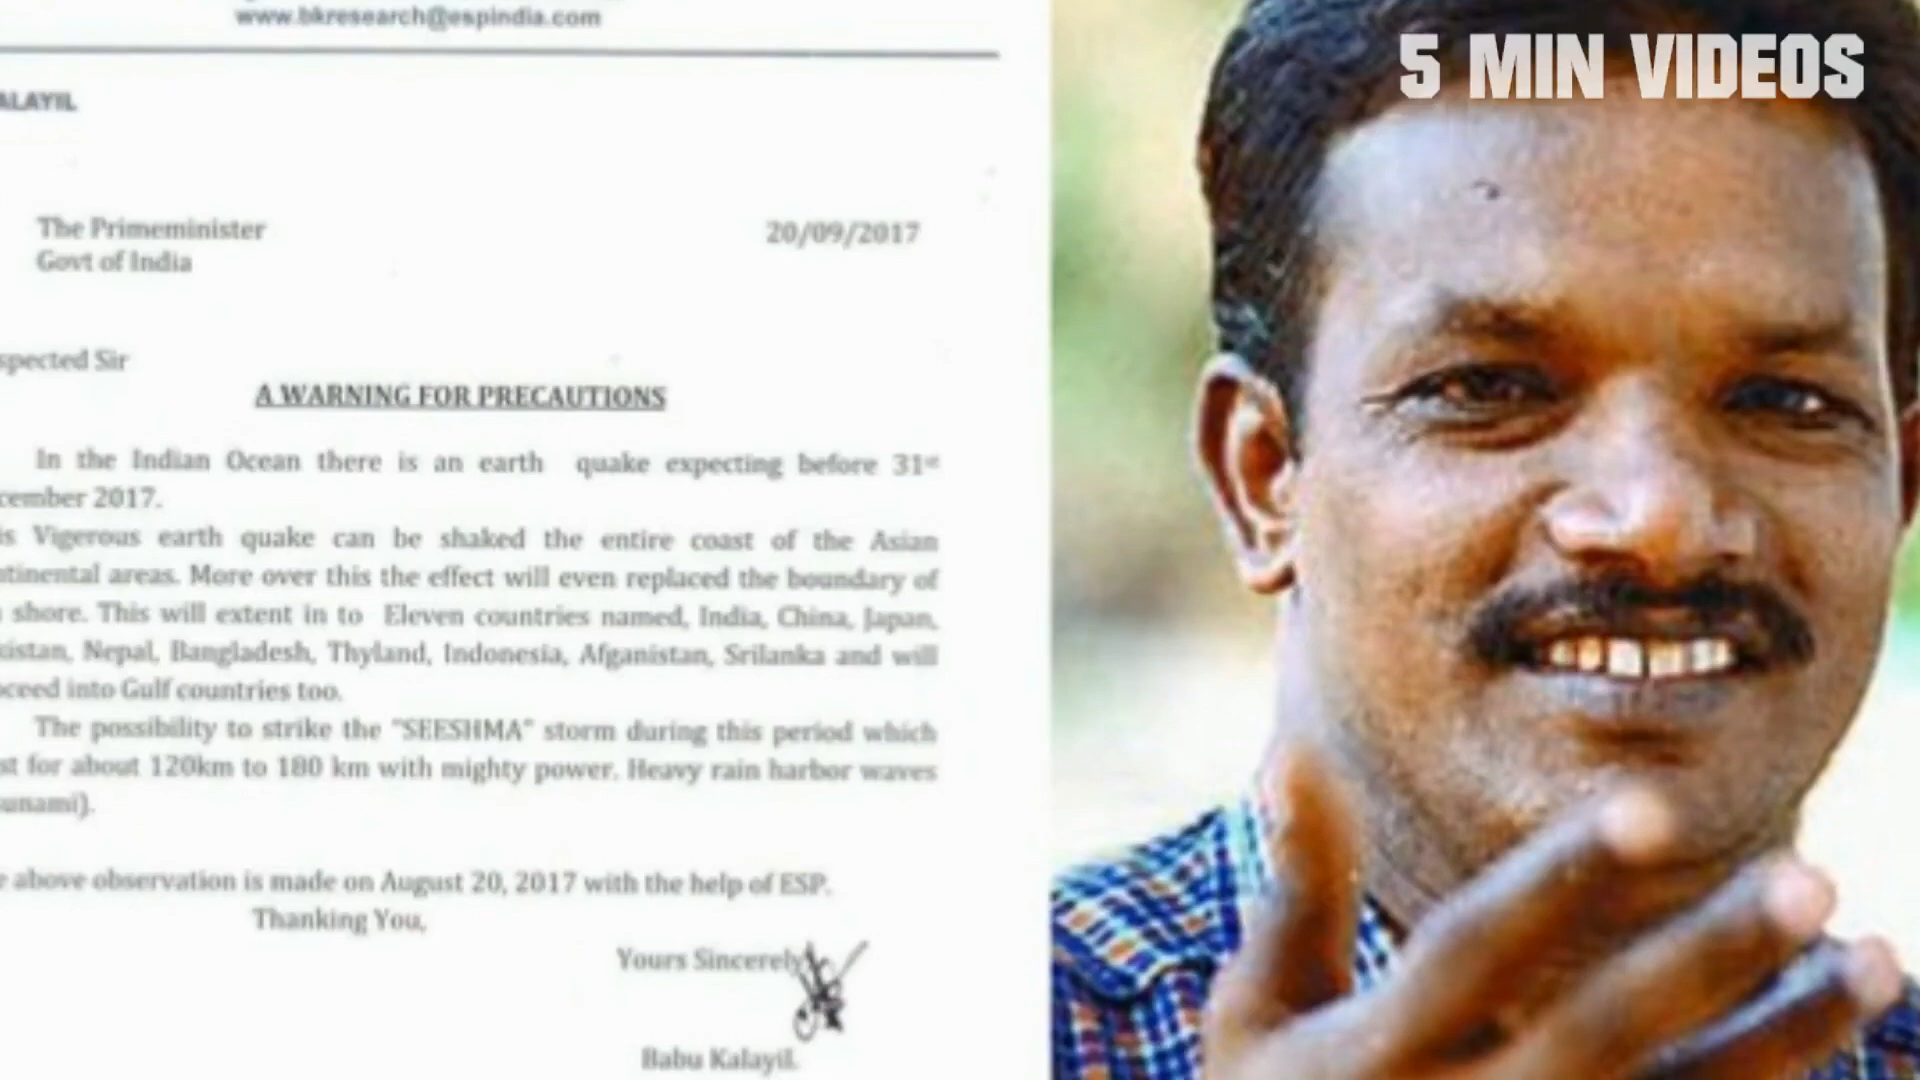 www.bkresearch@espindia.com
5 MIN VIDEOS
ALAYIL
The Primeminister 20/09/2017
Govt of India
spected Sir
A WARNING FOR PRECAUTIONS
In the Indian Ocean there is an earth quake expecting before 31st
cember 2017.
is Vigerous earth quake can be shaked the entire coast of the Asian
ntinental areas. More over this the effect will even replaced the boundary of
shore. This will extent in to Eleven countries named, India, China, Japan,
kistan, Nepal, Bangladesh, Thyland, Indonesia, Afganistan, Srilanka and will
oceed into Gulf countries too.
The possibility to strike the "SEESHMA" storm during this period which
st for about 120km to 180 km with mighty power. Heavy rain harbor waves
sunami).
e above observation is made on August 20, 2017 with the help of ESP.
Thanking You,
Yours Sincerely
Babu Kalayil.